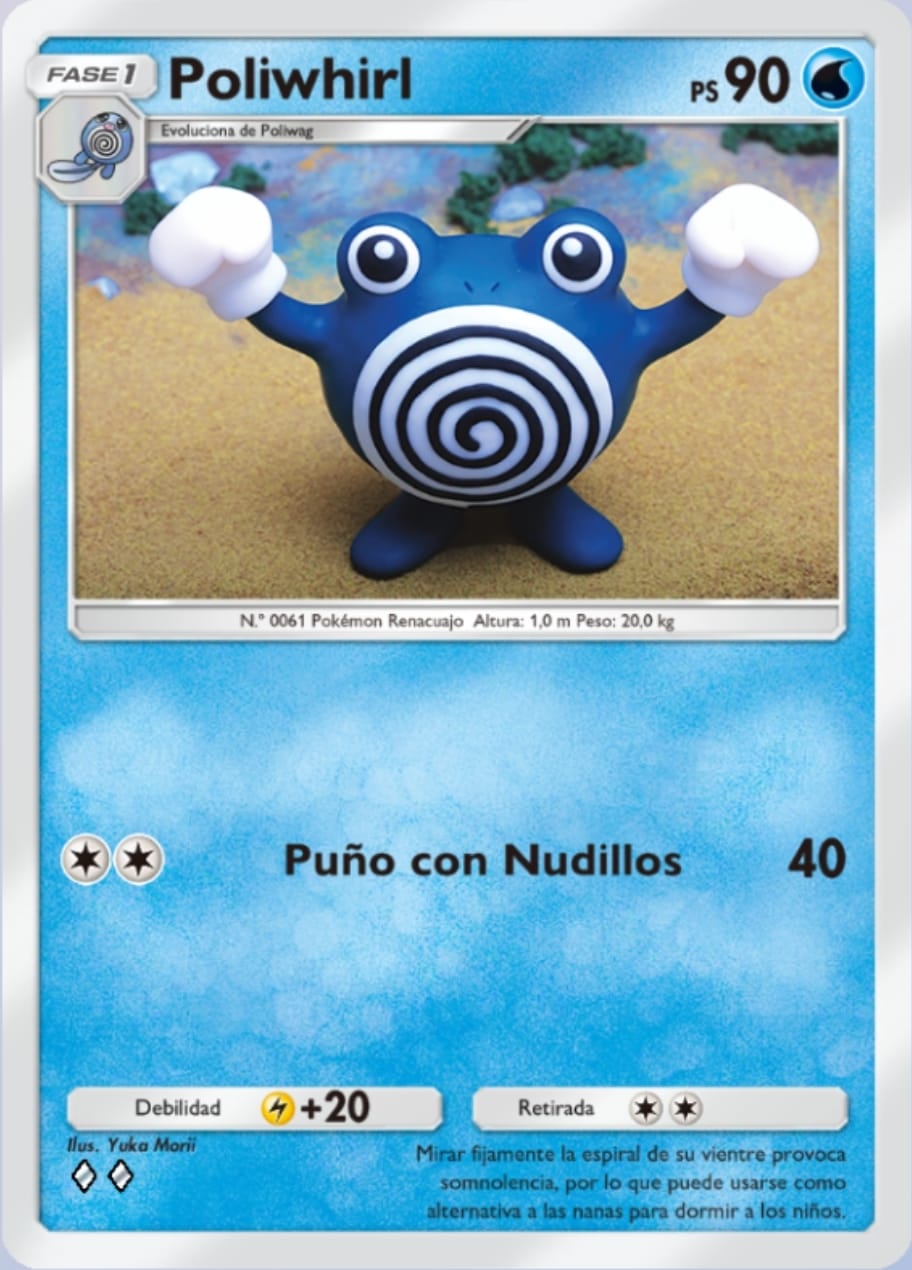 FASE 1
Poliwhirl
PS 90
Evoluciona de Poliwag
N.º 0061 Pokémon Renacuajo Altura: 1,0 m Peso: 20,0 kg
Puño con Nudillos 40
Debilidad +20
Retirada
Ilus. Yuka Morii
Mirar fijamente la espiral de su vientre provoca
somnolencia, por lo que puede usarse como
alternativa a las nanas para dormir a los niños.